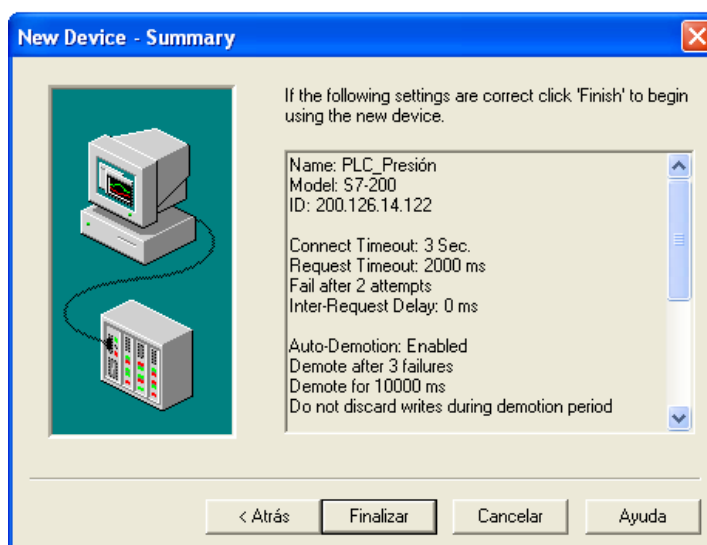 New Device - Summary
If the following settings are correct click 'Finish' to begin
using the new device.
Name: PLC_Presión
Model: S7-200
ID: 200.126.14.122
Connect Timeout: 3 Sec.
Request Timeout: 2000 ms
Fail after 2 attempts
Inter-Request Delay: 0 ms
Auto-Demotion: Enabled
Demote after 3 failures
Demote for 10000 ms
Do not discard writes during demotion period
< Atrás Finalizar Cancelar Ayuda